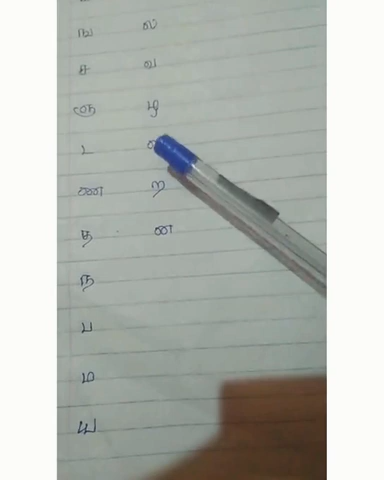 ங ல
ச வ
ஞ ழ
ட
ண ற
த ன
ந
ப
ம
ய